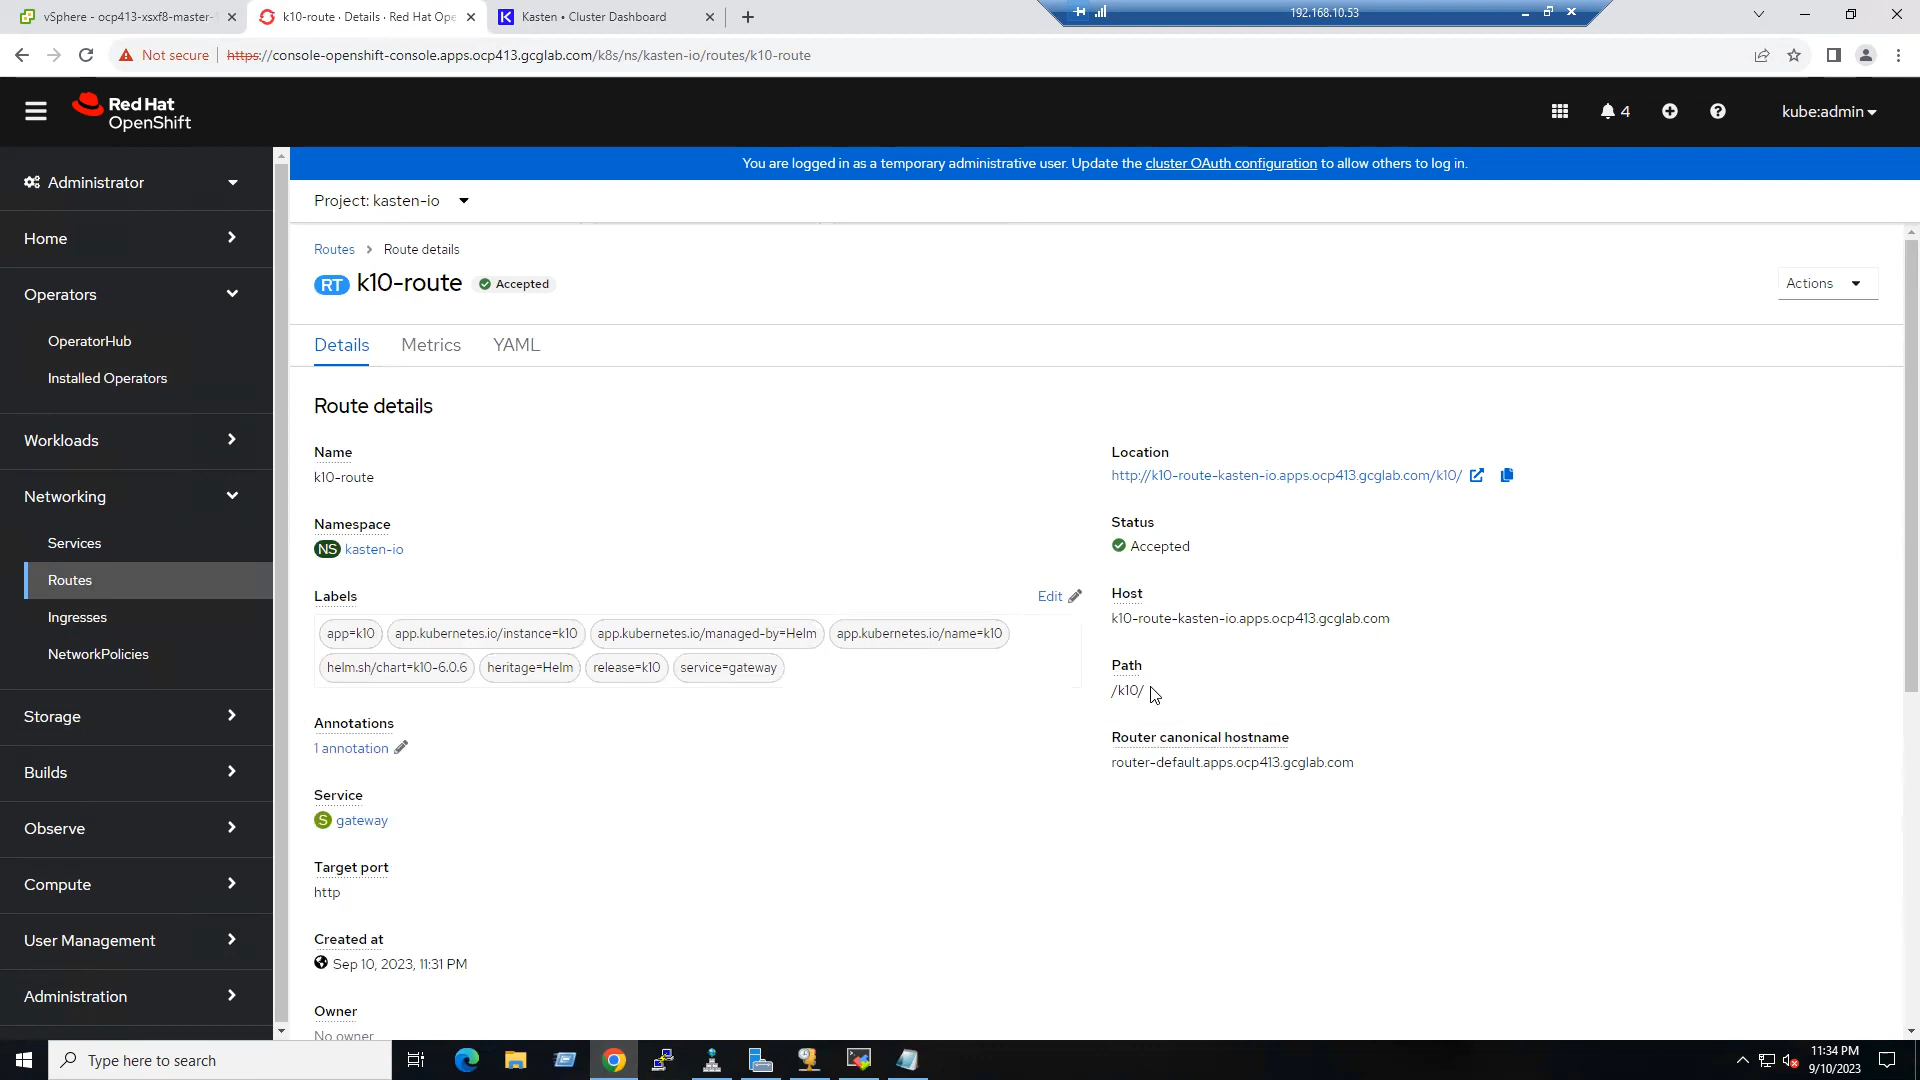 vSphere - ocp413-xsxf8-master-
k10-route · Details · Red Hat Ope
Kasten • Cluster Dashboard
192.168.10.53
Not secure
https://console-openshift-console.apps.ocp413.gcglab.com/k8s/ns/kasten-io/routes/k10-route
Red Hat
OpenShift
4
kube:admin
You are logged in as a temporary administrative user. Update the cluster OAuth configuration to allow others to log in.
Administrator
Home
Operators
OperatorHub
Installed Operators
Workloads
Networking
Services
Routes
Ingresses
NetworkPolicies
Storage
Builds
Observe
Compute
User Management
Administration
Project: kasten-io
Routes
Route details
RT
k10-route
Accepted
Actions
Details
Metrics
YAML
Route details
Name
k10-route
Namespace
NS kasten-io
Labels
Edit
app=k10
app.kubernetes.io/instance=k10
app.kubernetes.io/managed-by=Helm
app.kubernetes.io/name=k10
helm.sh/chart=k10-6.0.6
heritage=Helm
release=k10
service=gateway
Annotations
1 annotation
Service
S gateway
Target port
http
Created at
Sep 10, 2023, 11:31 PM
Owner
No owner
Location
http://k10-route-kasten-io.apps.ocp413.gcglab.com/k10/
Status
Accepted
Host
k10-route-kasten-io.apps.ocp413.gcglab.com
Path
/k10/
Router canonical hostname
router-default.apps.ocp413.gcglab.com
Type here to search
11:34 PM
9/10/2023